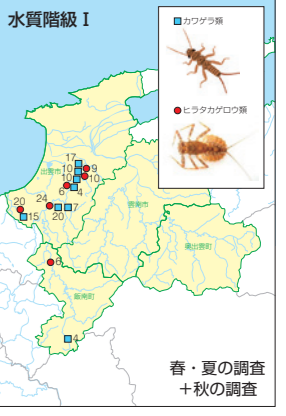 水質階級 I
カワゲラ類
ヒラタカゲロウ類
17
出雲市
10
9
10
10
6
4
24
20
7
15
20
雲南市
奥出雲町
6
飯南町
4
春・夏の調査
+秋の調査